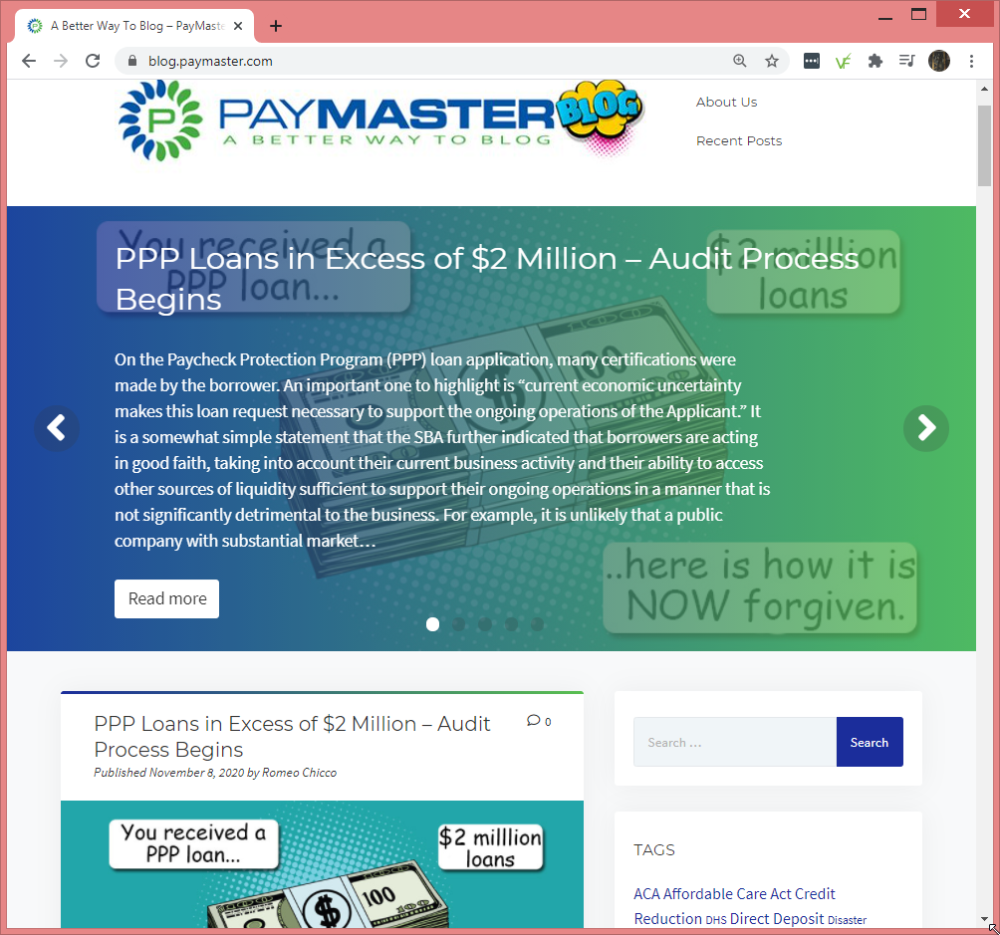 A Better Way To Blog – PayMaste
blog.paymaster.com
P PAYMASTER BLOG
A BETTER WAY TO BLOG
About Us
Recent Posts
You received a
PPP loan...
$2 milllion
loans
PPP Loans in Excess of $2 Million – Audit Process
Begins
On the Paycheck Protection Program (PPP) loan application, many certifications were
made by the borrower. An important one to highlight is “current economic uncertainty
makes this loan request necessary to support the ongoing operations of the Applicant.” It
is a somewhat simple statement that the SBA further indicated that borrowers are acting
in good faith, taking into account their current business activity and their ability to access
other sources of liquidity sufficient to support their ongoing operations in a manner that is
not significantly detrimental to the business. For example, it is unlikely that a public
company with substantial market…
100
$
..here is how it is
NOW forgiven.
Read more
PPP Loans in Excess of $2 Million – Audit
Process Begins
0
Published November 8, 2020 by Romeo Chicco
You received a
PPP loan...
$2 milllion
loans
100
$
Search …
Search
TAGS
ACA Affordable Care Act Credit
Reduction DHS Direct Deposit Disaster